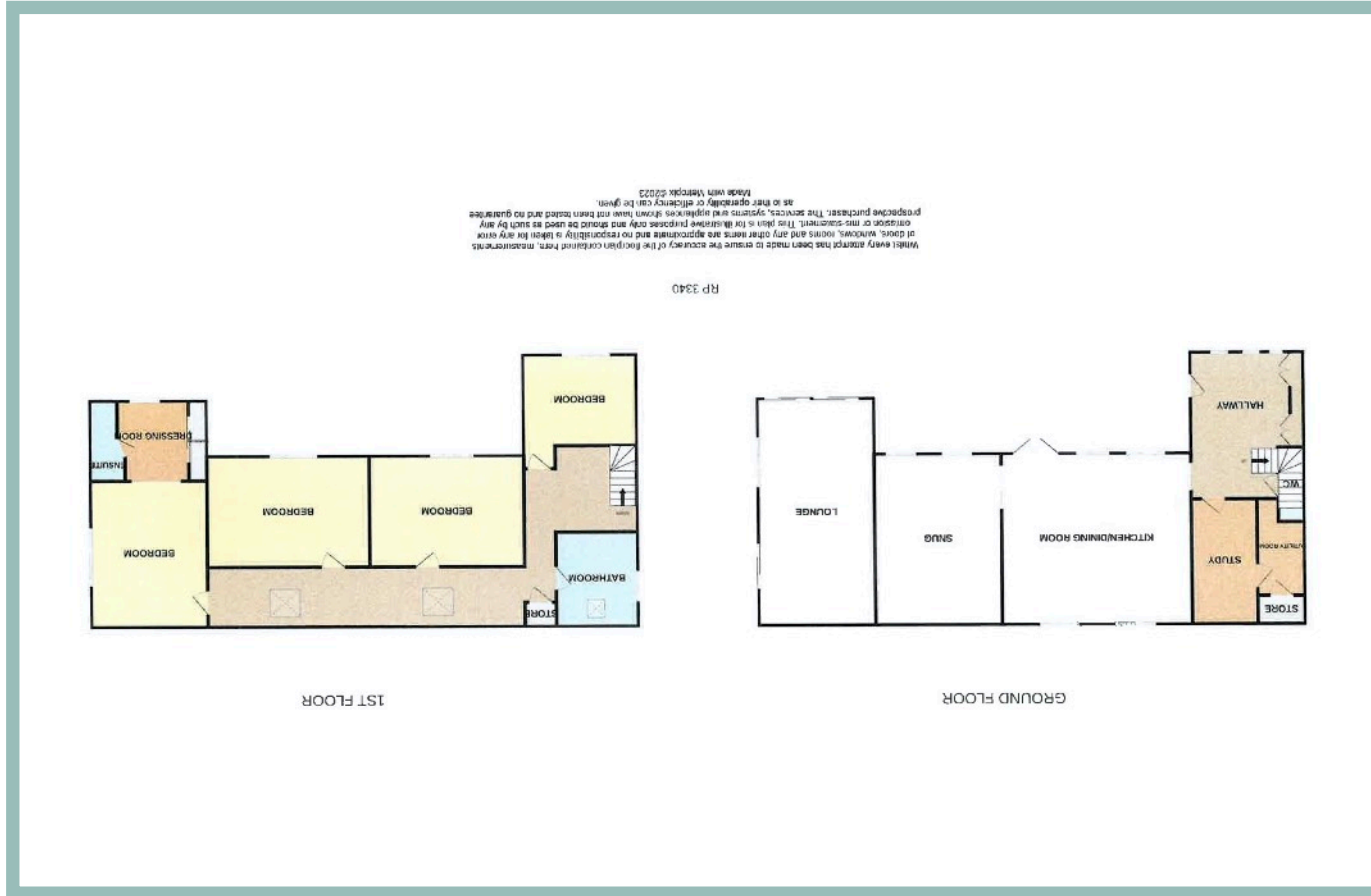 GROUND FLOOR
STORE
UTILITY ROOM
STUDY
KITCHEN/DINING ROOM
SNUG
LOUNGE
WC
HALLWAY
1ST FLOOR
STORE
BATHROOM
BEDROOM
BEDROOM
BEDROOM
BEDROOM
ENSUITE
DRESSING ROOM
RP 3340
Whilst every attempt has been made to ensure the accuracy of the floorplan contained here, measurements
of doors, windows, rooms and any other items are approximate and no responsibility is taken for any error
omission or mis-statement. This plan is for illustrative purposes only and should be used as such by any
prospective purchaser. The services, systems and appliances shown have not been tested and no guarantee
as to their operability or efficiency can be given.
Made with Metropix ©2023